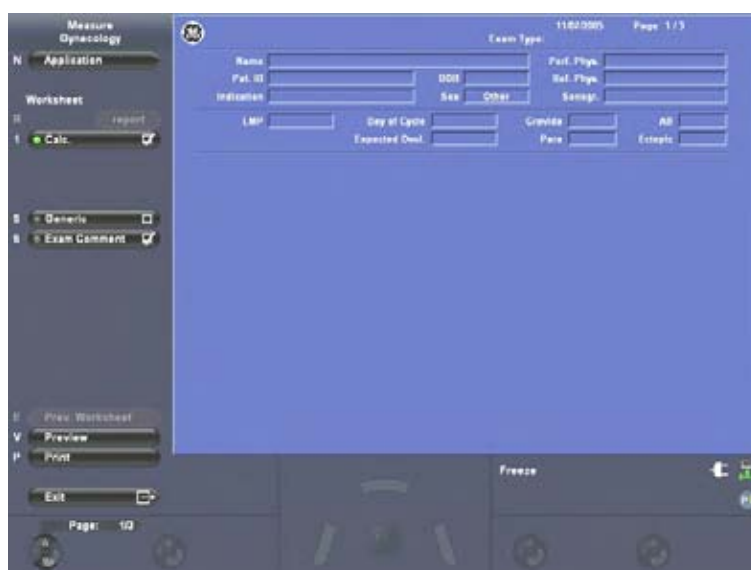 Measure
Gynecology
N Application
Worksheet
R report
1 Calc.
5 Generic
6 Exam Comment
Prev. Worksheet
V Preview
P Print
Exit
Page: 1/3
GE
11/02/2005 Page 1/3
Exam Type:
Name Perf. Phys.
Pat. ID DOB Ref. Phys.
Indication Sex Other Sonogr.
LMP Day of Cycle Gravida AB
Expected Ovul. Para Ectopic
Freeze